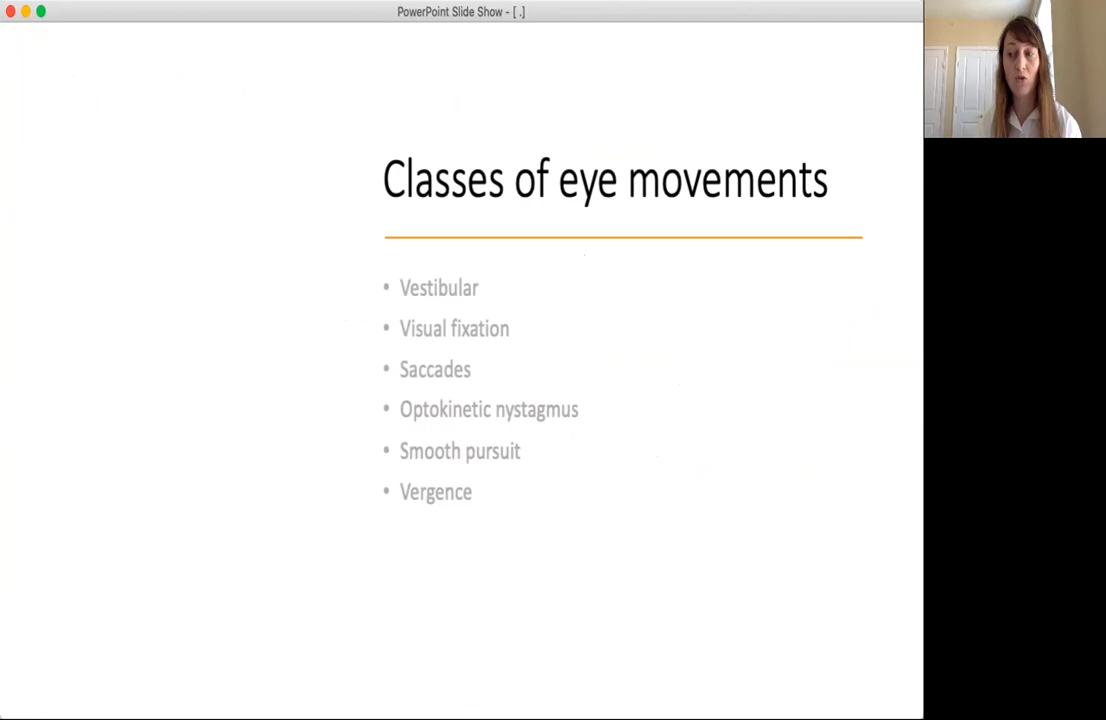 PowerPoint Slide Show - [ .]
Classes of eye movements
• Vestibular
• Visual fixation
• Saccades
• Optokinetic nystagmus
• Smooth pursuit
• Vergence